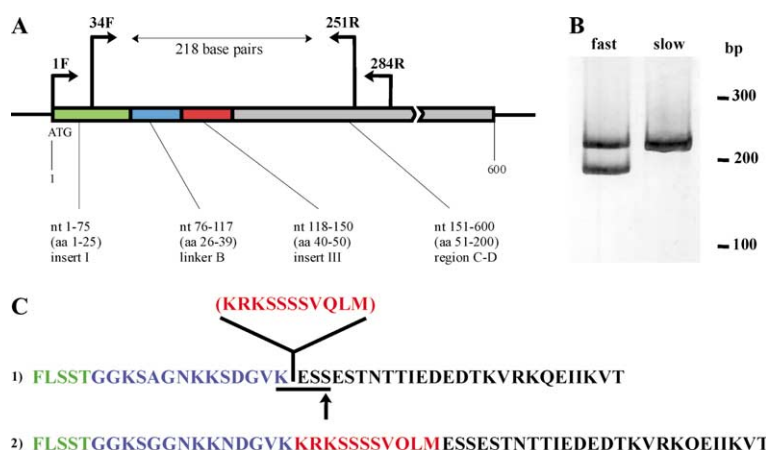 A
34F
218 base pairs
251R
1F
284R
ATG
1
600
nt 1-75
(aa 1-25)
insert I
nt 76-117
(aa 26-39)
linker B
nt 118-150
(aa 40-50)
insert III
nt 151-600
(aa 51-200)
region C-D
B
fast slow bp
300
200
100
C
(KRKSSSSVQLM)
1) FLSSTGGKSAGNKKSDGVK ESSESTNTTIEDEDTKVRKQEIIKVT
2) FLSSTGGKSGGNKKNDGVKKRKSSSSVQLMESSESTNTTIEDEDTKVRKQEIIKVT